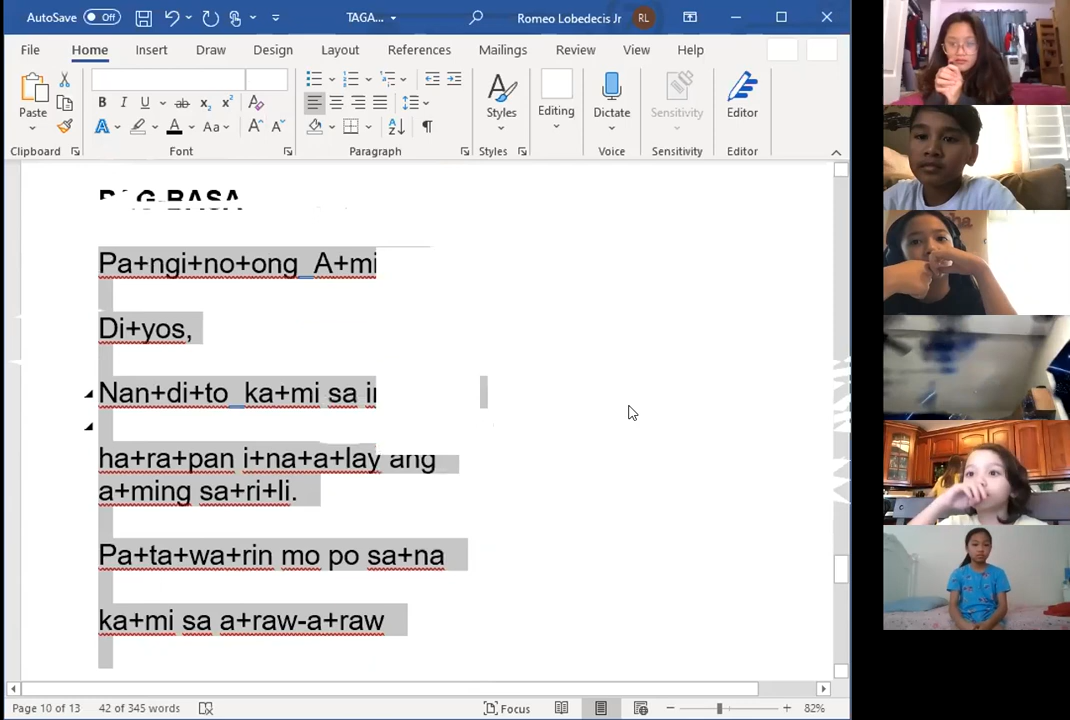 AutoSave Off TAGA... Romeo Lobedecis Jr RL
File Home Insert Draw Design Layout References Mailings Review View Help
Paste Styles Editing Dictate Sensitivity Editor
Clipboard Font Paragraph Styles Voice Sensitivity Editor
Pa+ngi+no+ong A+mi
Di+yos,
Nan+di+to ka+mi sa
ha+ra+pan i+na+a+lay ang
a+ming sa+ri+li.
Pa+ta+wa+rin mo po sa+na
ka+mi sa a+raw-a+raw
Page 10 of 13 42 of 345 words Focus 82%